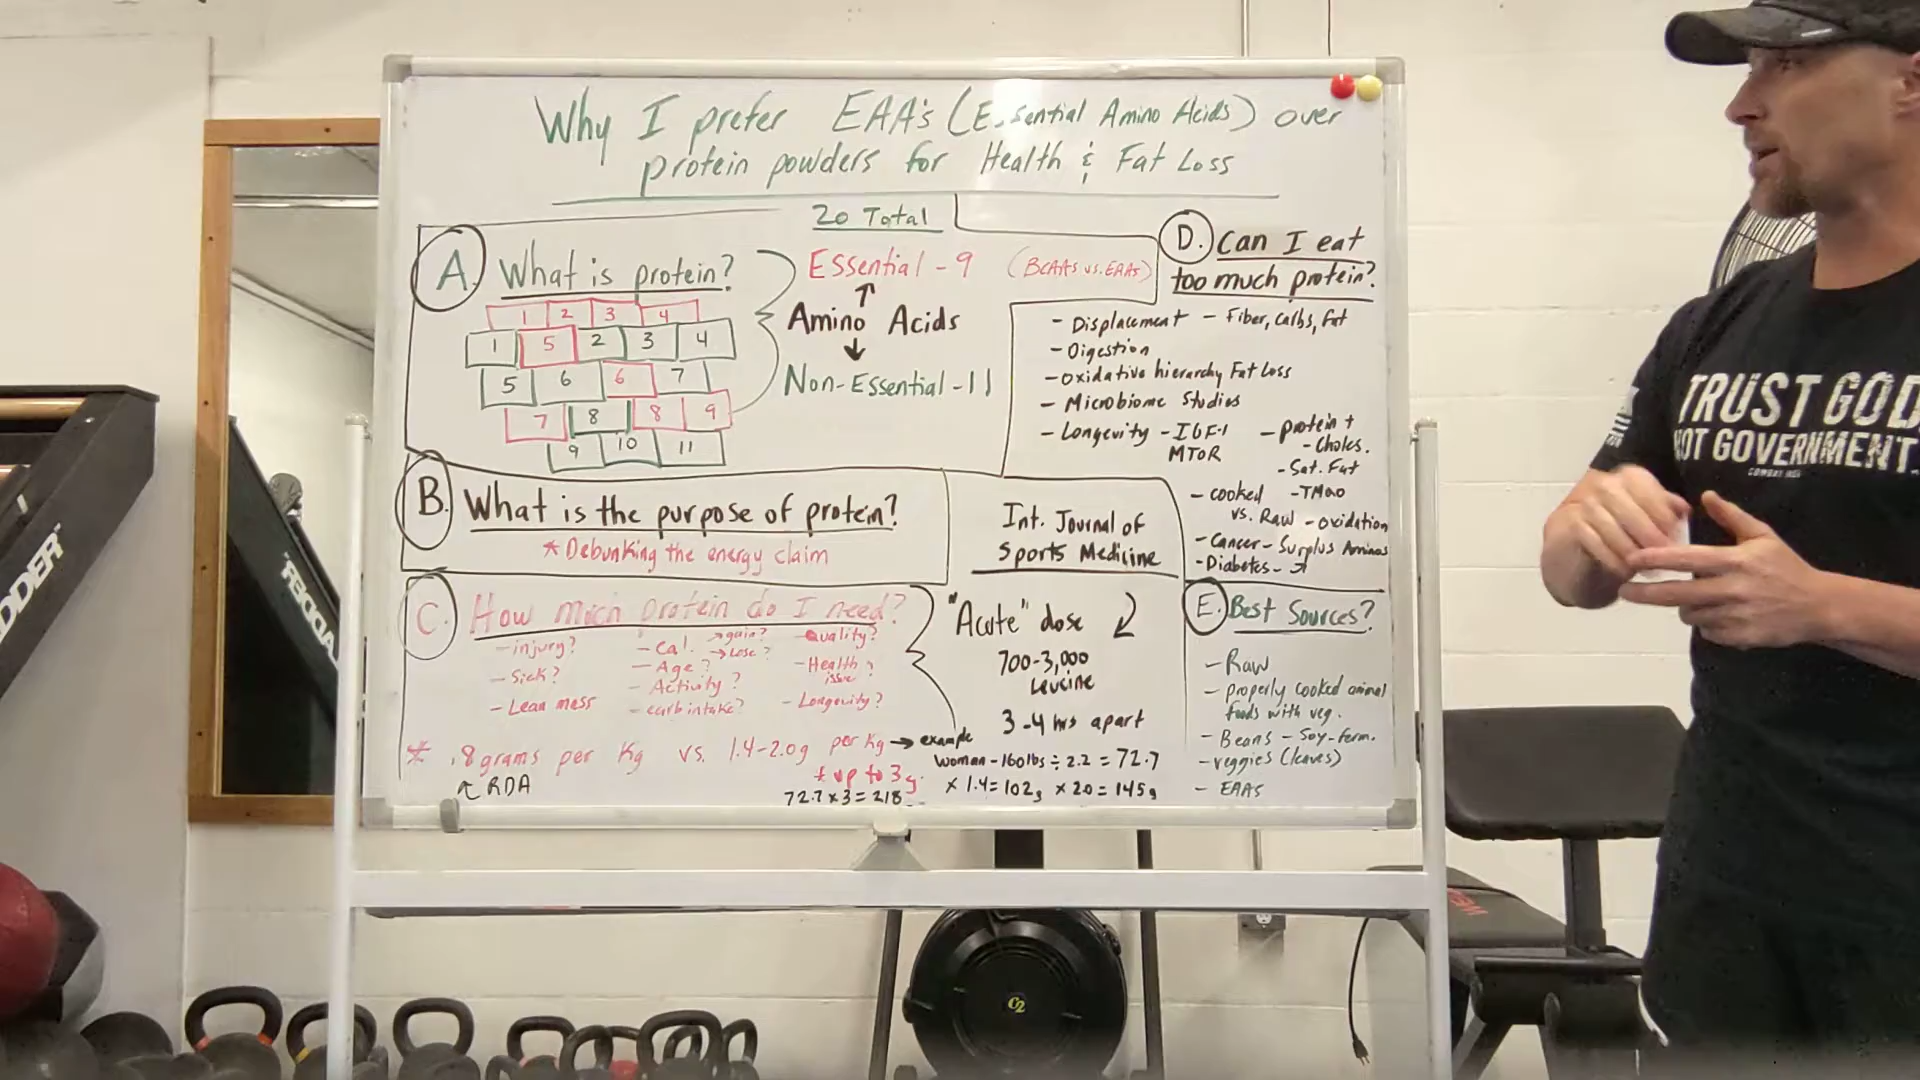 Why I prefer EAA's (Essential Amino Acids) over
protein powders for Health & Fat Loss
20 Total
A. What is protein?
1 2 3 4
1 5 2 3 4
5 6 6 7
7 8 8 9
9 10 11
Essential - 9 (BCAAs vs. EAAs)
↑
Amino Acids
↓
Non-Essential - 11
B. What is the purpose of protein?
* Debunking the energy claim
C. How much protein do I need?
- injury?
- Sick?
- Lean mass
- Cal. → gain?
→ Lose?
- Age?
- Activity?
- carb intake?
- Quality?
- Health issue?
- Longevity?
* .8 grams per Kg vs. 1.4-2.0g per Kg → example
↑ RDA
* up to 3g.
72.7 x 3 = 218
Int. Journal of
Sports Medicine
"Acute" dose
700-3,000
Leucine
3-4 hrs apart
Woman - 160lbs ÷ 2.2 = 72.7
x 1.4 = 102g x 20 = 145g
D. Can I eat
too much protein?
- Displacement - Fiber, carbs, fat
- Digestion
- Oxidative hierarchy Fat Loss
- Microbiome Studies
- Longevity - IGF-1
MTOR
- protein +
- Choles.
- Sat. Fat
- TMAO
- cooked
vs. Raw - oxidation
- Cancer - Surplus Aminos
- Diabetes -
E. Best Sources?
- Raw
- properly cooked animal
foods with veg.
- Beans - Soy-ferm.
- veggies (leaves)
- EAAS
TRUST GOD
NOT GOVERNMENT
C2